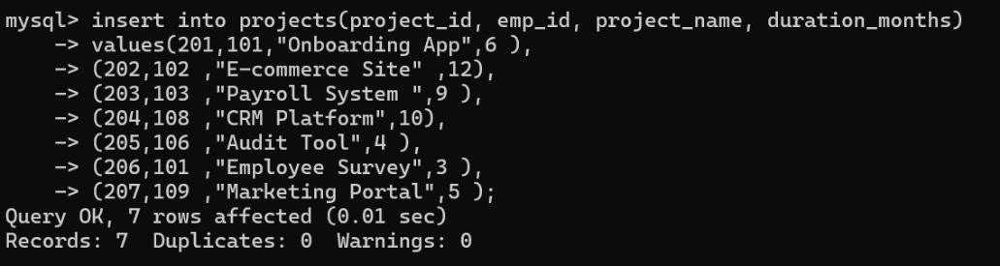 mysql> insert into projects(project_id, emp_id, project_name, duration_months)
    -> values(201,101,"Onboarding App",6 ),
    -> (202,102 ,"E-commerce Site" ,12),
    -> (203,103 ,"Payroll System ",9 ),
    -> (204,108 ,"CRM Platform",10),
    -> (205,106 ,"Audit Tool",4 ),
    -> (206,101 ,"Employee Survey",3 ),
    -> (207,109 ,"Marketing Portal",5 );
Query OK, 7 rows affected (0.01 sec)
Records: 7  Duplicates: 0  Warnings: 0